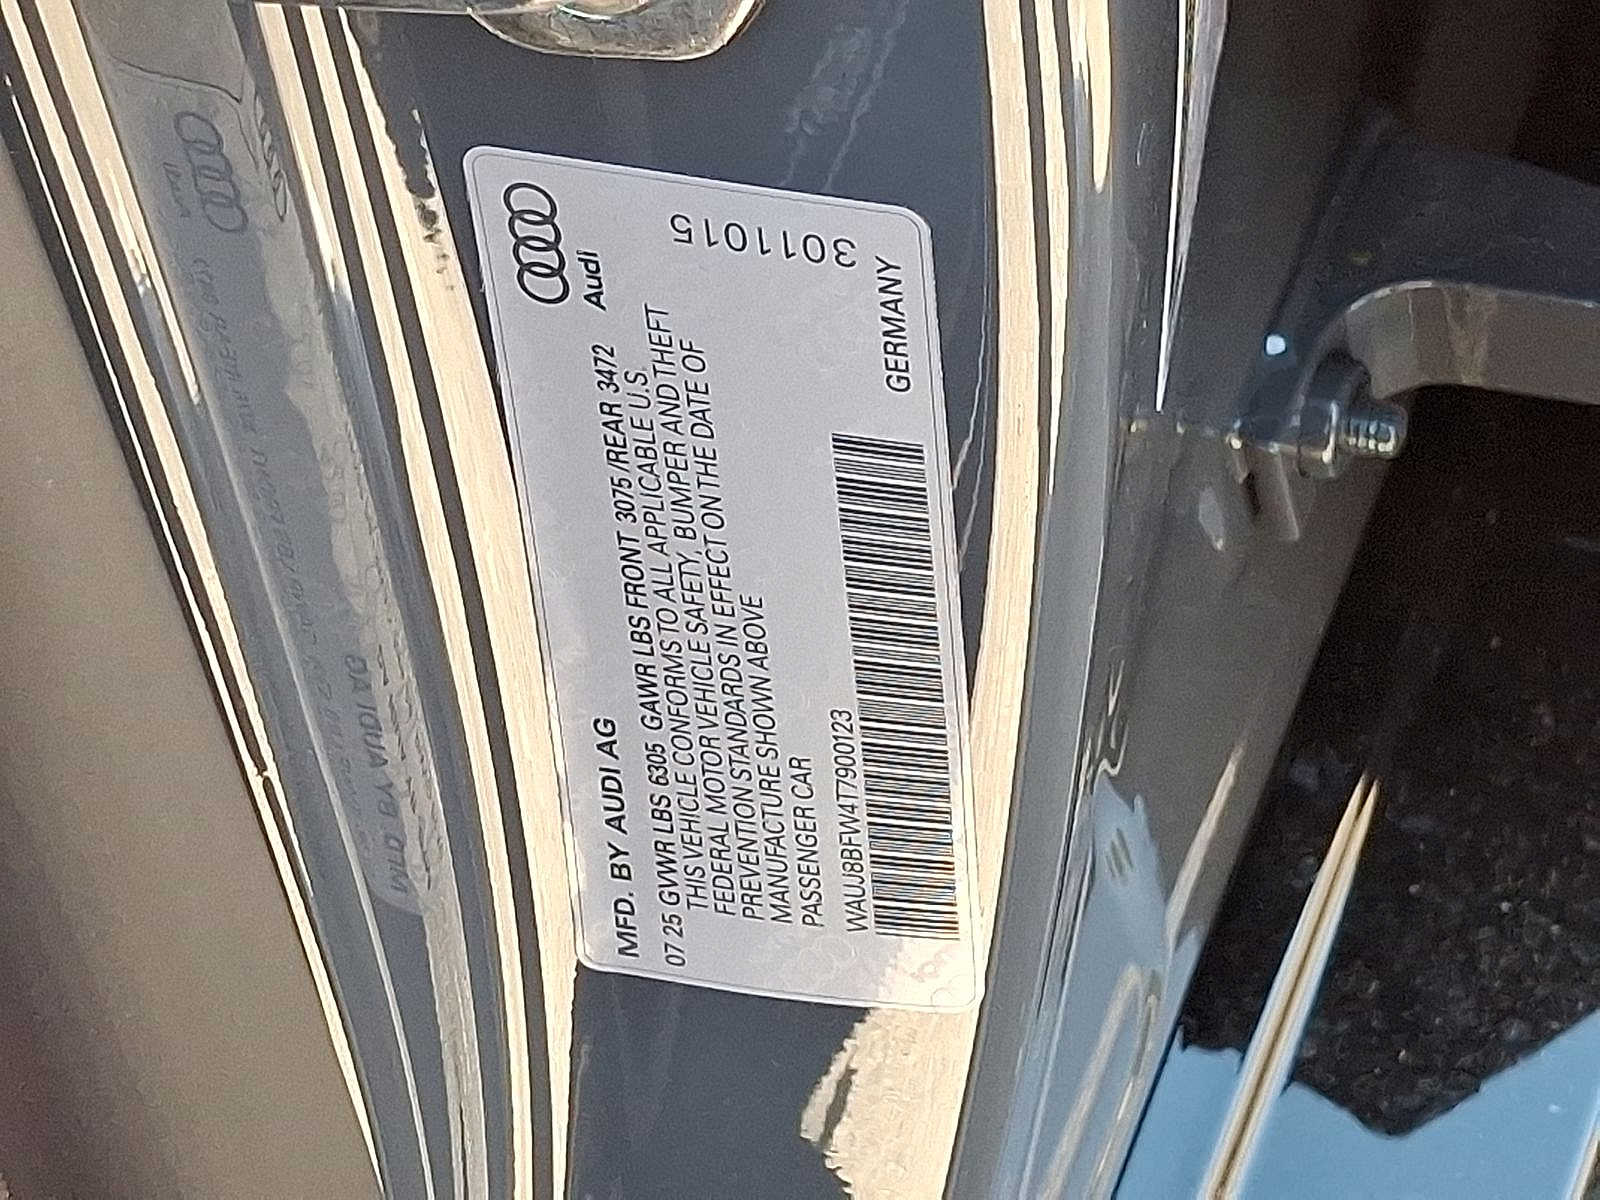 Audi
MFD. BY AUDI AG
07 25 GVWR LBS 6305 GAWR LBS FRONT 3075/REAR 3472
THIS VEHICLE CONFORMS TO ALL APPLICABLE U.S.
FEDERAL MOTOR VEHICLE SAFETY, BUMPER AND THEFT
PREVENTION STANDARDS IN EFFECT ON THE DATE OF
MANUFACTURE SHOWN ABOVE
PASSENGER CAR
WAUJ8BFW4T7900123
GERMANY
3011015